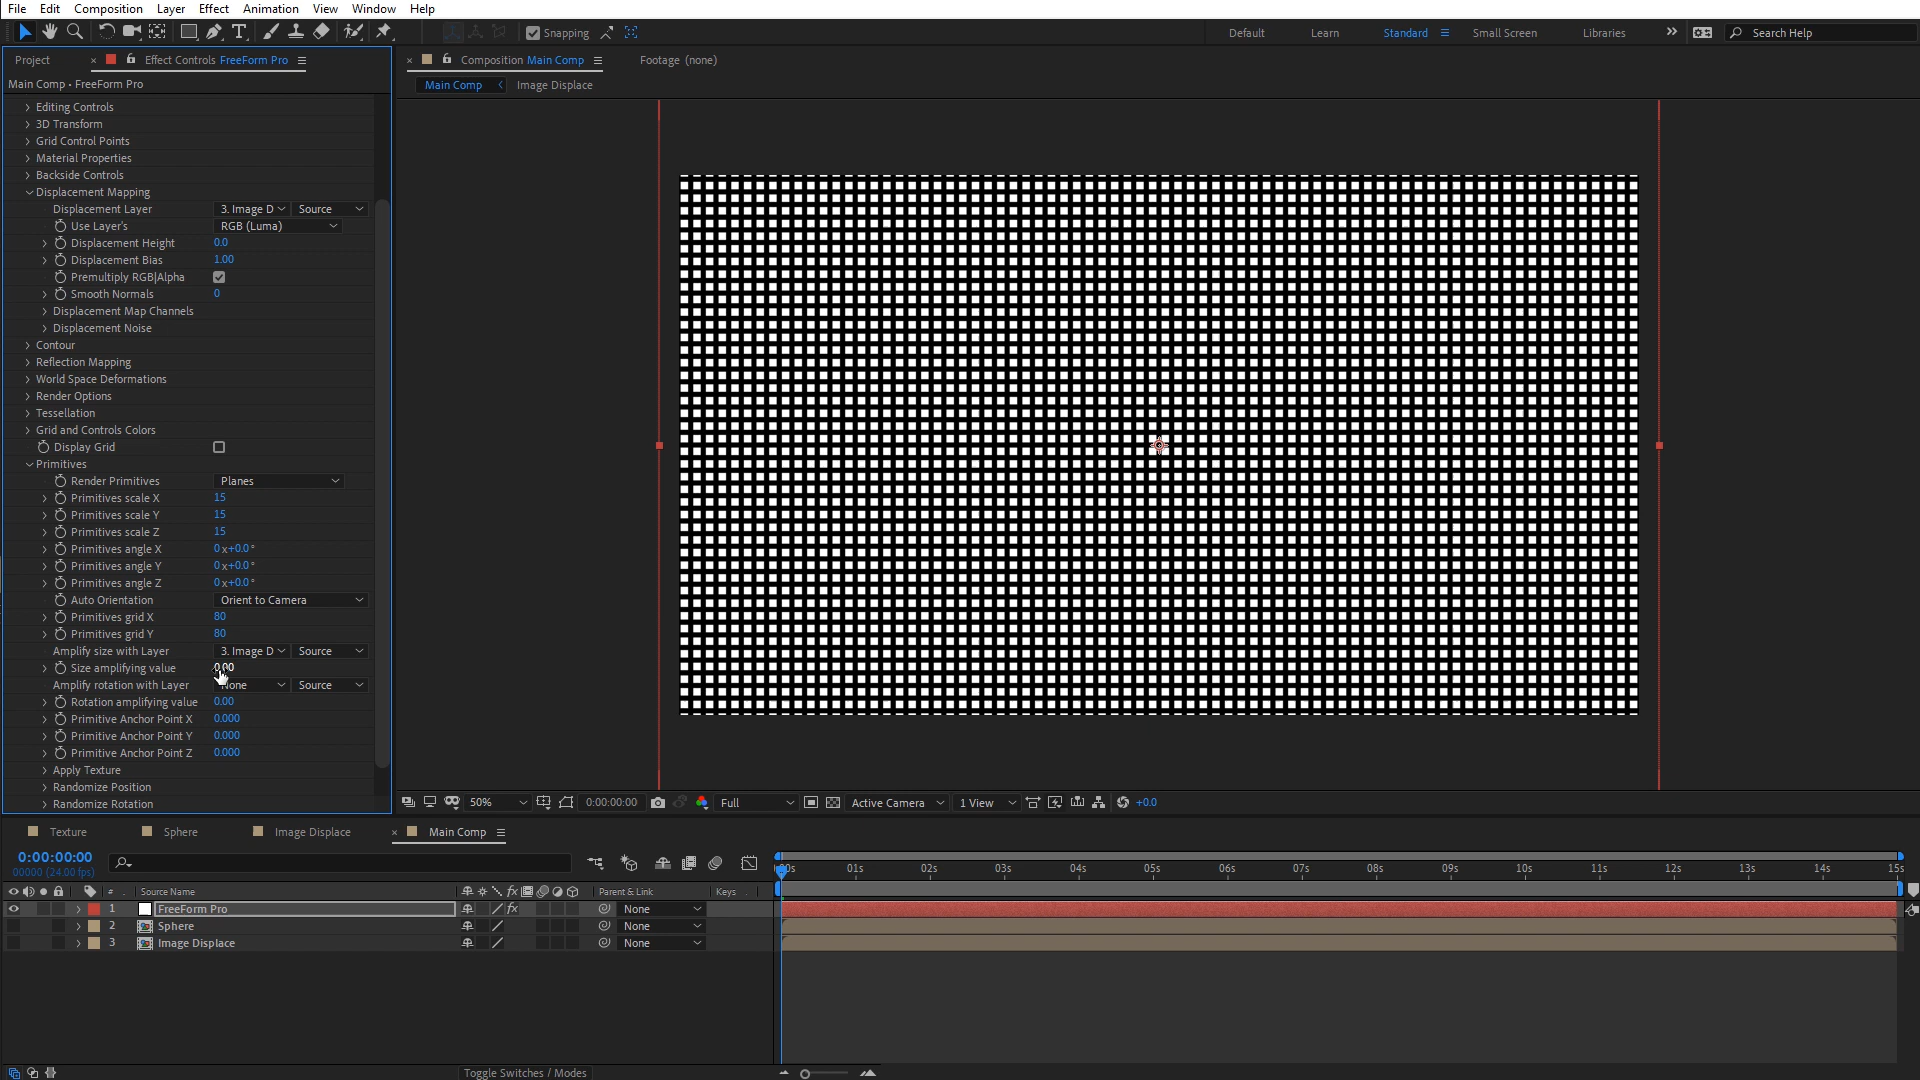 File Edit Composition Layer Effect Animation View Window Help
Snapping Default Learn Standard Small Screen Libraries Search Help
Project Effect Controls FreeForm Pro Composition Main Comp Footage (none)
Main Comp • FreeForm Pro Main Comp Image Displace
Editing Controls
3D Transform
Grid Control Points
Material Properties
Backside Controls
Displacement Mapping
Displacement Layer 3. Image D Source
Use Layer's RGB (Luma)
Displacement Height 0.0
Displacement Bias 1.00
Premultiply RGB|Alpha
Smooth Normals 0
Displacement Map Channels
Displacement Noise
Contour
Reflection Mapping
World Space Deformations
Render Options
Tessellation
Grid and Controls Colors
Display Grid
Primitives
Render Primitives Planes
Primitives scale X 15
Primitives scale Y 15
Primitives scale Z 15
Primitives angle X 0x+0.0°
Primitives angle Y 0x+0.0°
Primitives angle Z 0x+0.0°
Auto Orientation Orient to Camera
Primitives grid X 80
Primitives grid Y 80
Amplify size with Layer 3. Image D Source
Size amplifying value 0.00
Amplify rotation with Layer None Source
Rotation amplifying value 0.00
Primitive Anchor Point X 0.000
Primitive Anchor Point Y 0.000
Primitive Anchor Point Z 0.000
Apply Texture
Randomize Position
Randomize Rotation
50% 0:00:00:00 Full Active Camera 1 View +0.0
Texture Sphere Image Displace Main Comp
0:00:00:00
00000 (24.00 fps)
00s 01s 02s 03s 04s 05s 06s 07s 08s 09s 10s 11s 12s 13s 14s 15s
# Source Name fx Parent & Link Keys
1 FreeForm Pro fx None
2 Sphere None
3 Image Displace None
Toggle Switches / Modes